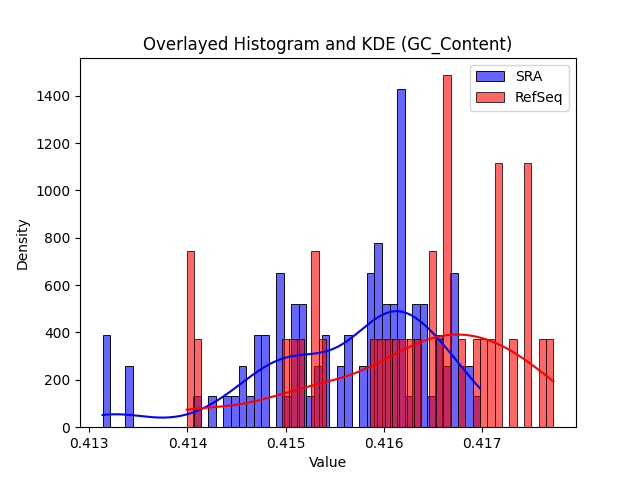 Overlayed Histogram and KDE (GC_Content)
SRA
RefSeq
1400
1200
1000
800
600
400
200
0
Density
0.413 0.414 0.415 0.416 0.417
Value